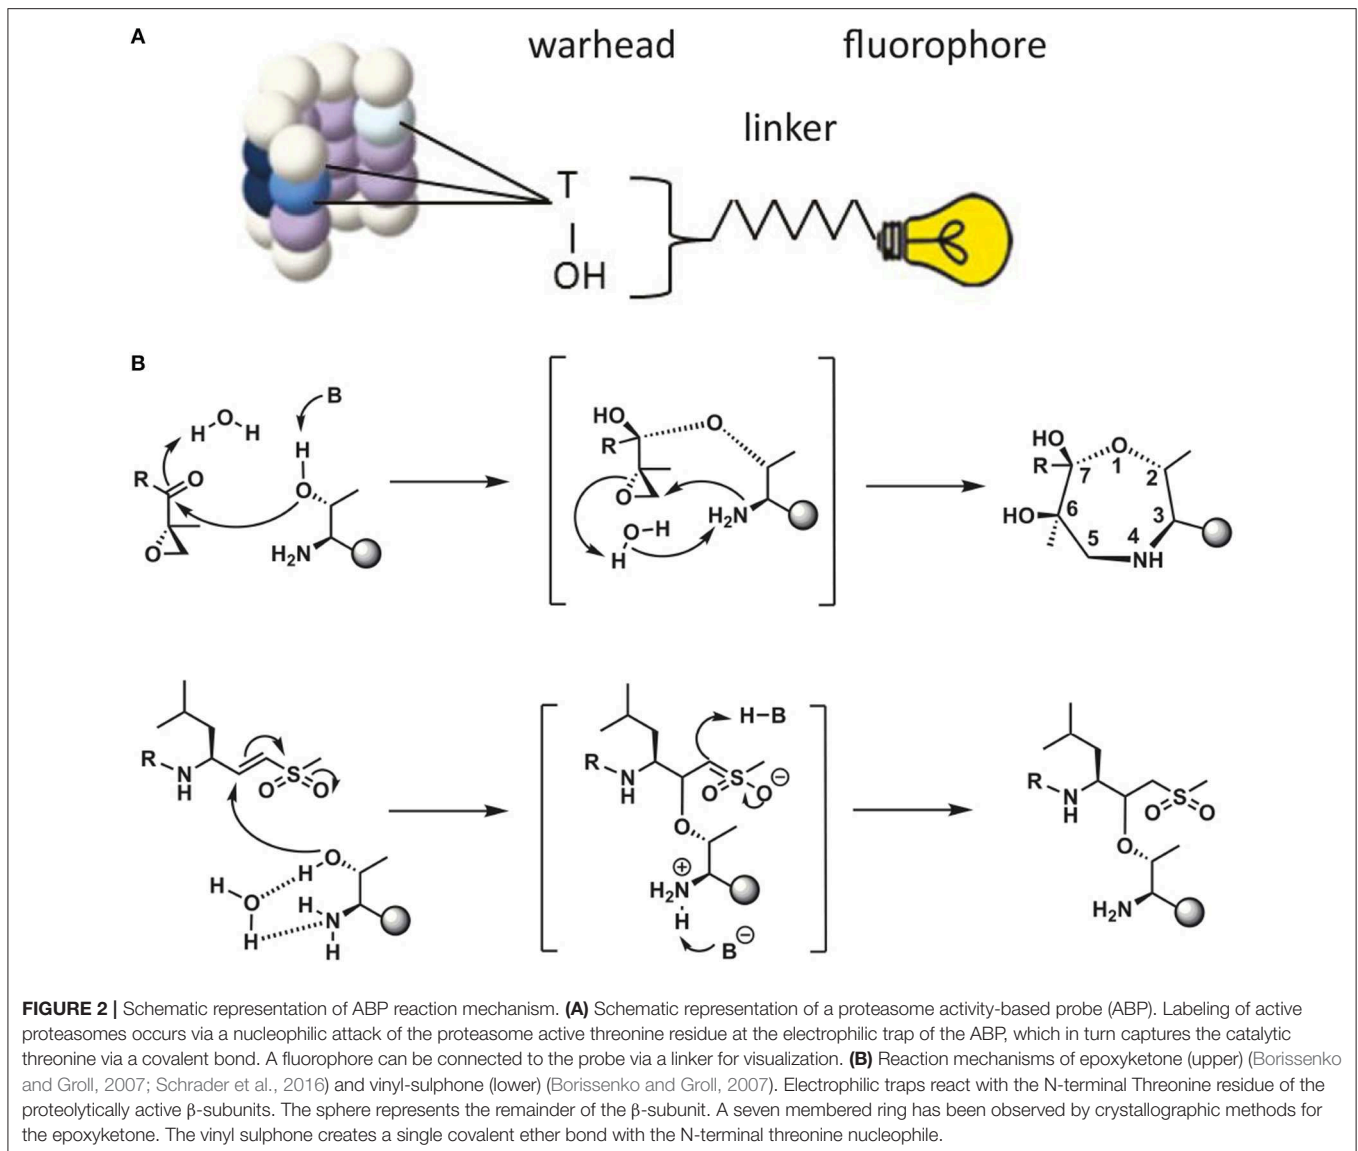 A
warhead
fluorophore
linker
T
OH
B
H O H
B
H
R O
O
O
H2N
HO
O
R
O
H2N
O-H
H
HO
O
R
1
7
2
HO
6
3
5
4
NH
R
N
H
S
O O
O
H
H
O
H
H
N
H
H
H-B
R
N
H
S
O O ⊖
O
⊕
H2N
H
B ⊖
R
N
H
S
O O
O
H2N
FIGURE 2 | Schematic representation of ABP reaction mechanism. (A) Schematic representation of a proteasome activity-based probe (ABP). Labeling of active
proteasomes occurs via a nucleophilic attack of the proteasome active threonine residue at the electrophilic trap of the ABP, which in turn captures the catalytic
threonine via a covalent bond. A fluorophore can be connected to the probe via a linker for visualization. (B) Reaction mechanisms of epoxyketone (upper) (Borissenko
and Groll, 2007; Schrader et al., 2016) and vinyl-sulphone (lower) (Borissenko and Groll, 2007). Electrophilic traps react with the N-terminal Threonine residue of the
proteolytically active β-subunits. The sphere represents the remainder of the β-subunit. A seven membered ring has been observed by crystallographic methods for
the epoxyketone. The vinyl sulphone creates a single covalent ether bond with the N-terminal threonine nucleophile.